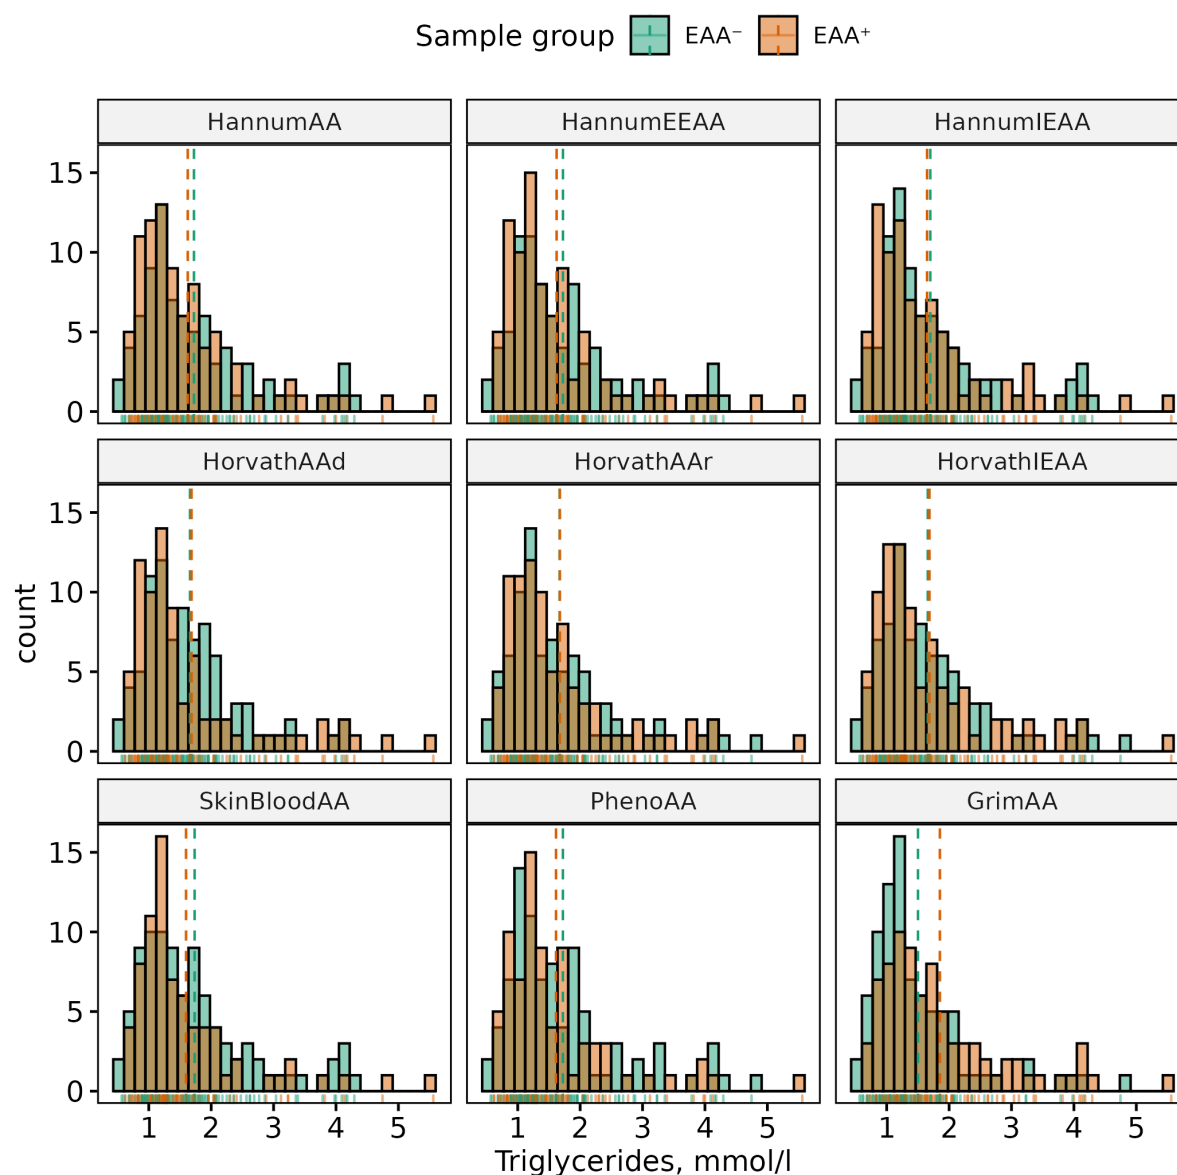 Sample group EAA⁻ EAA⁺
HannumAA HannumEEAA HannumIEAA
15
10
5
0
HorvathAAd HorvathAAr HorvathIEAA
15
10
5
0
count
SkinBloodAA PhenoAA GrimAA
15
10
5
0
1 2 3 4 5 1 2 3 4 5 1 2 3 4 5
Triglycerides, mmol/l